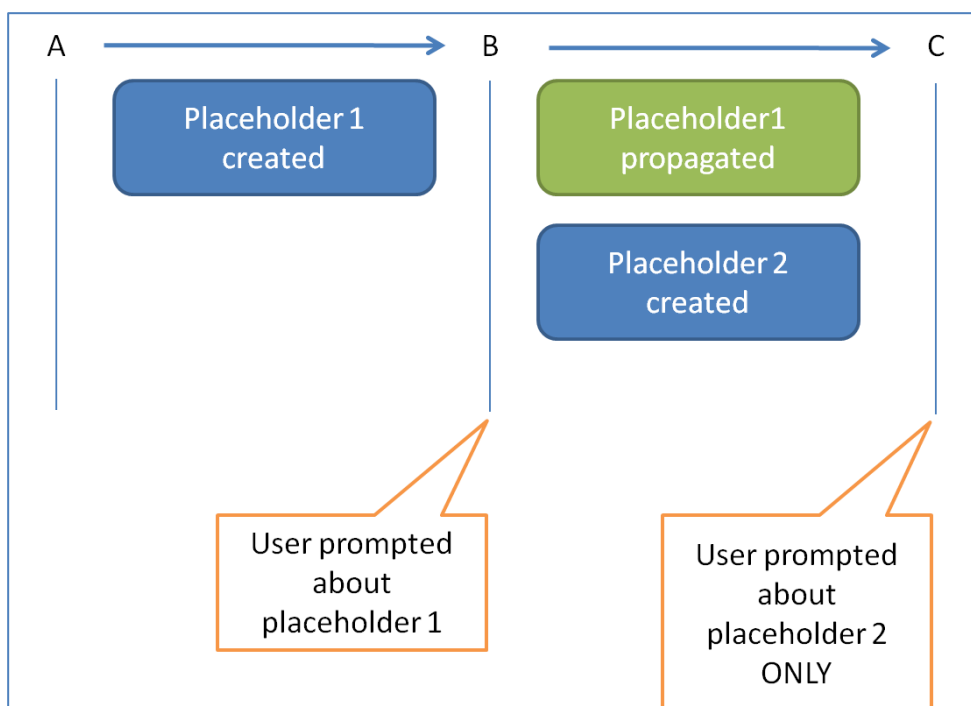 A
B
C
Placeholder 1
created
Placeholder1
propagated
Placeholder 2
created
User prompted
about
placeholder 1
User prompted
about
placeholder 2
ONLY